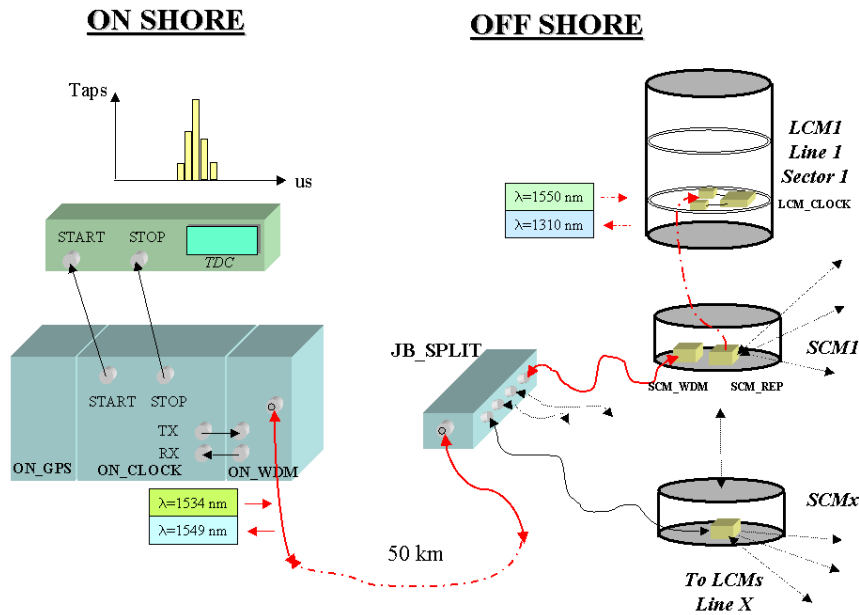 ON SHORE
OFF SHORE
Taps
us
START
STOP
TDC
START
STOP
TX
RX
ON_GPS
ON_CLOCK
ON_WDM
λ=1534 nm
λ=1549 nm
50 km
JB_SPLIT
λ=1550 nm
λ=1310 nm
LCM1
Line 1
Sector 1
LCM_CLOCK
SCM1
SCM_WDM
SCM_REP
SCMx
To LCMs
Line X